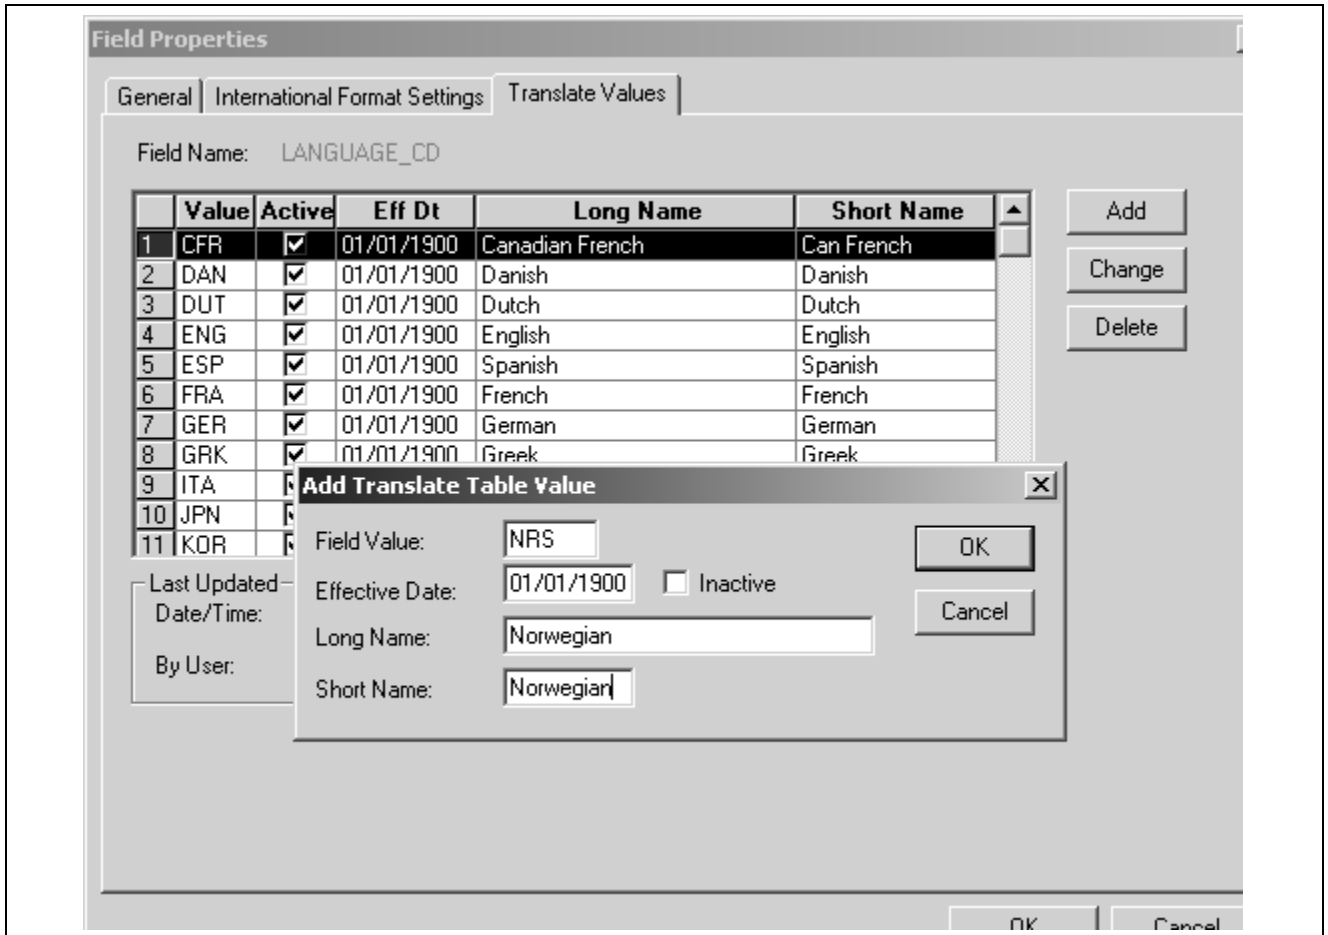 Field Properties
General International Format Settings Translate Values
Field Name: LANGUAGE_CD
Value Active Eff Dt Long Name Short Name
1 CFR 01/01/1900 Canadian French Can French
2 DAN 01/01/1900 Danish Danish
3 DUT 01/01/1900 Dutch Dutch
4 ENG 01/01/1900 English English
5 ESP 01/01/1900 Spanish Spanish
6 FRA 01/01/1900 French French
7 GER 01/01/1900 German German
8 GRK 01/01/1900 Greek Greek
9 ITA
10 JPN
11 KOR
Add
Change
Delete
Last Updated
Date/Time:
By User:
Add Translate Table Value
Field Value: NRS
Effective Date: 01/01/1900 Inactive
Long Name: Norwegian
Short Name: Norwegian
OK
Cancel
OK Cancel